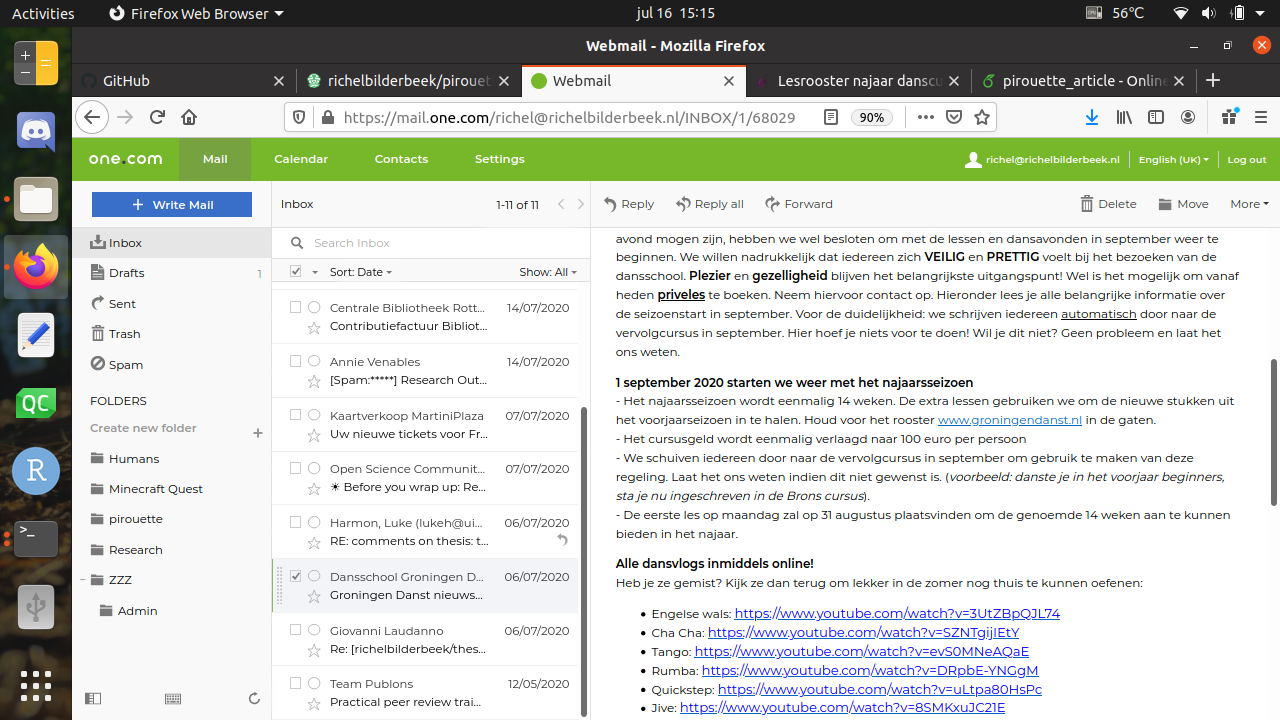 Activities
Firefox Web Browser
jul 16 15:15
56℃
Webmail - Mozilla Firefox
GitHub
richelbilderbeek/pirouet
Webmail
Lesrooster najaar danscu
pirouette_article - Online
https://mail.one.com/richel@richelbilderbeek.nl/INBOX/1/68029
90%
one.com
Mail
Calendar
Contacts
Settings
richel@richelbilderbeek.nl
English (UK)
Log out
Write Mail
Inbox
Drafts 1
Sent
Trash
Spam
FOLDERS
Create new folder +
Humans
Minecraft Quest
pirouette
Research
ZZZ
Admin
QC
R
Inbox
1-11 of 11
Search Inbox
Sort: Date
Show: All
Centrale Bibliotheek Rott... 14/07/2020
Contributiefactuur Bibliot...
Annie Venables 14/07/2020
[Spam:*****] Research Out...
Kaartverkoop MartiniPlaza 07/07/2020
Uw nieuwe tickets voor Fr...
Open Science Communit... 07/07/2020
☀ Before you wrap up: Re...
Harmon, Luke (lukeh@ui... 06/07/2020
RE: comments on thesis: t...
Dansschool Groningen D... 06/07/2020
Groningen Danst nieuws...
Giovanni Laudanno 06/07/2020
Re: [richelbilderbeek/thes...
Team Publons 12/05/2020
Practical peer review trai...
Reply
Reply all
Forward
Delete
Move
More
avond mogen zijn, hebben we wel besloten om met de lessen en dansavonden in september weer te
beginnen. We willen nadrukkelijk dat iedereen zich VEILIG en PRETTIG voelt bij het bezoeken van de
dansschool. Plezier en gezelligheid blijven het belangrijkste uitgangspunt! Wel is het mogelijk om vanaf
heden priveles te boeken. Neem hiervoor contact op. Hieronder lees je alle belangrijke informatie over
de seizoenstart in september. Voor de duidelijkheid: we schrijven iedereen automatisch door naar de
vervolgcursus in september. Hier hoef je niets voor te doen! Wil je dit niet? Geen probleem en laat het
ons weten.
1 september 2020 starten we weer met het najaarsseizoen
- Het najaarsseizoen wordt eenmalig 14 weken. De extra lessen gebruiken we om de nieuwe stukken uit
het voorjaarseizoen in te halen. Houd voor het rooster www.groningendanst.nl in de gaten.
- Het cursusgeld wordt eenmalig verlaagd naar 100 euro per persoon
- We schuiven iedereen door naar de vervolgcursus in september om gebruik te maken van deze
regeling. Laat het ons weten indien dit niet gewenst is. (voorbeeld: danste je in het voorjaar beginners,
sta je nu ingeschreven in de Brons cursus).
- De eerste les op maandag zal op 31 augustus plaatsvinden om de genoemde 14 weken aan te kunnen
bieden in het najaar.
Alle dansvlogs inmiddels online!
Heb je ze gemist? Kijk ze dan terug om lekker in de zomer nog thuis te kunnen oefenen:
• Engelse wals: https://www.youtube.com/watch?v=3UtZBpQJL74
• Cha Cha: https://www.youtube.com/watch?v=SZNTgijIEtY
• Tango: https://www.youtube.com/watch?v=evS0MNeAQaE
• Rumba: https://www.youtube.com/watch?v=DRpbE-YNGgM
• Quickstep: https://www.youtube.com/watch?v=uLtpa80HsPc
• Jive: https://www.youtube.com/watch?v=8SMKxuJC21E